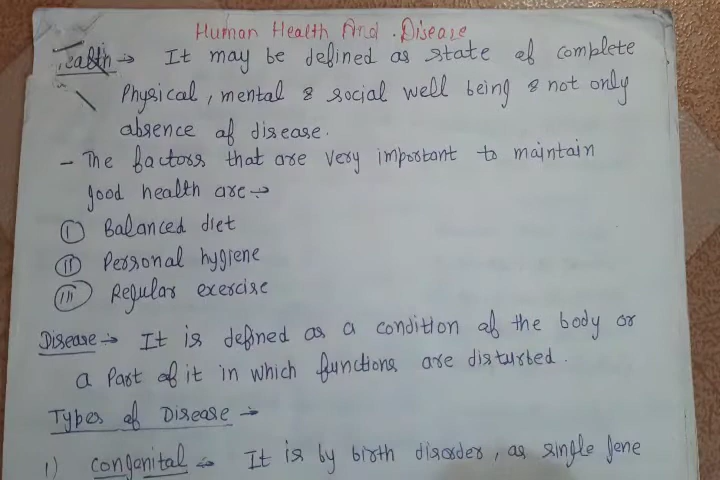 Human Health And Disease
Health → It may be defined as state of complete
Physical, mental & social well being & not only
absence of disease.
- The factors that are very important to maintain
good health are →
(I) Balanced diet
(II) Personal hygiene
(III) Regular exercise
Disease → It is defined as a condition of the body or
a Part of it in which functions are disturbed.
Types of Disease →
1) Congenital → It is by birth disorder, as single gene